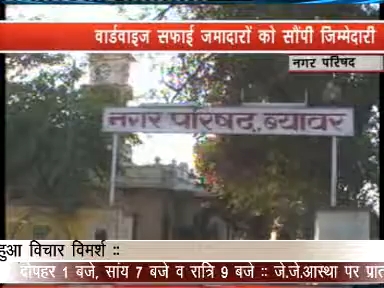 वार्डवाइज सफाई जमादारों को सौंपी जिम्मेदारी
नगर परिषद
नगर परिषद, ब्यावर
हुआ विचार विमर्श ::
दोपहर 1 बजे, सांय 7 बजे व रात्रि 9 बजे :: जे.जे.आस्था पर